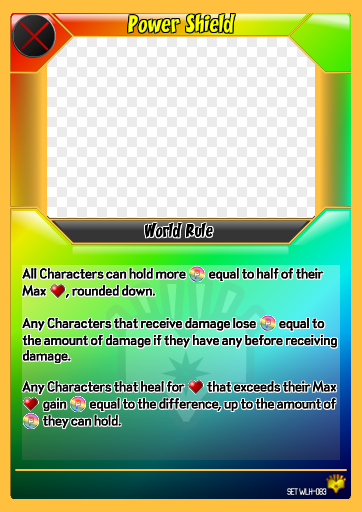 Power Shield
World Rule
All Characters can hold more equal to half of their
Max , rounded down.
Any Characters that receive damage lose equal to
the amount of damage if they have any before receiving
damage.
Any Characters that heal for that exceeds their Max
gain equal to the difference, up to the amount of
they can hold.
SET WLH-083